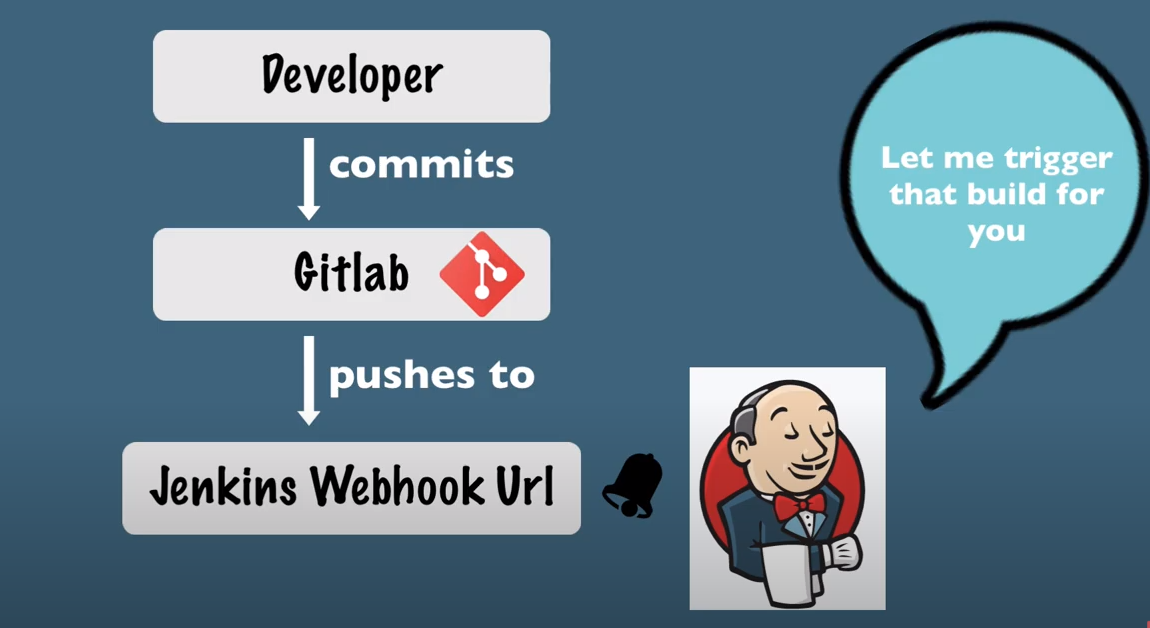 Developer
commits
Gitlab
pushes to
Jenkins Webhook Url
Let me trigger
that build for
you